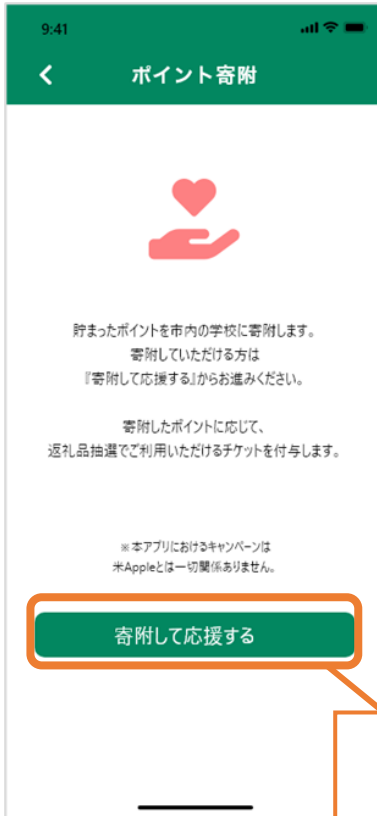 9:41
ポイント寄附
貯まったポイントを市内の学校に寄附します。
寄附していただける方は
『寄附して応援する』からお進みください。
寄附したポイントに応じて、
返礼品抽選でご利用いただけるチケットを付与します。
※本アプリにおけるキャンペーンは
米Appleとは一切関係ありません。
寄附して応援する